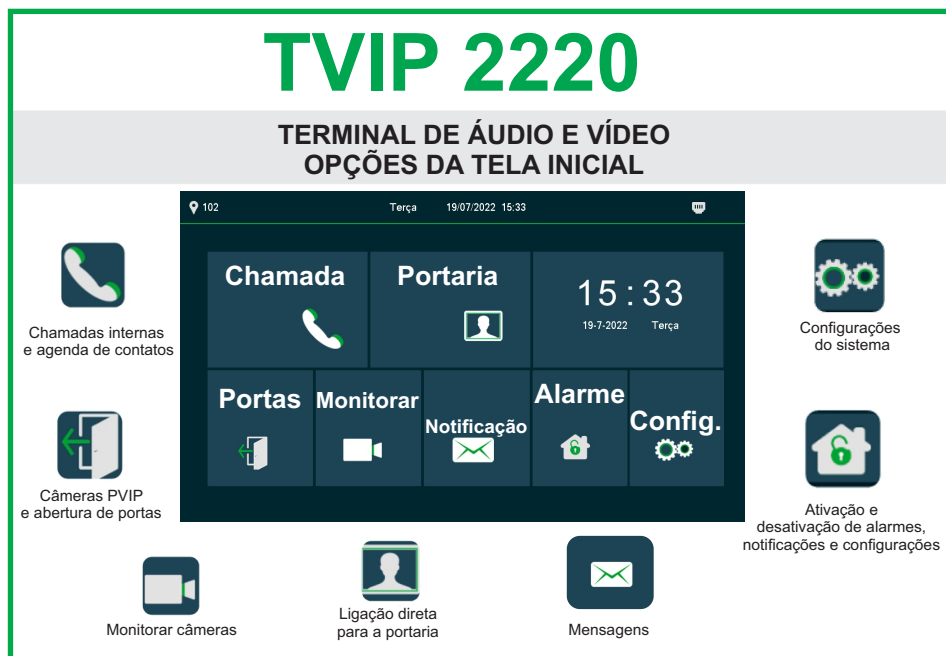 TVIP 2220
TERMINAL DE ÁUDIO E VÍDEO
OPÇÕES DA TELA INICIAL
102
Terça
19/07/2022 15:33
Chamada
Portaria
15 : 33
19-7-2022 Terça
Portas
Monitorar
Notificação
Alarme
Config.
Chamadas internas
e agenda de contatos
Câmeras PVIP
e abertura de portas
Configurações
do sistema
Ativação e
desativação de alarmes,
notificações e configurações
Monitorar câmeras
Ligação direta
para a portaria
Mensagens